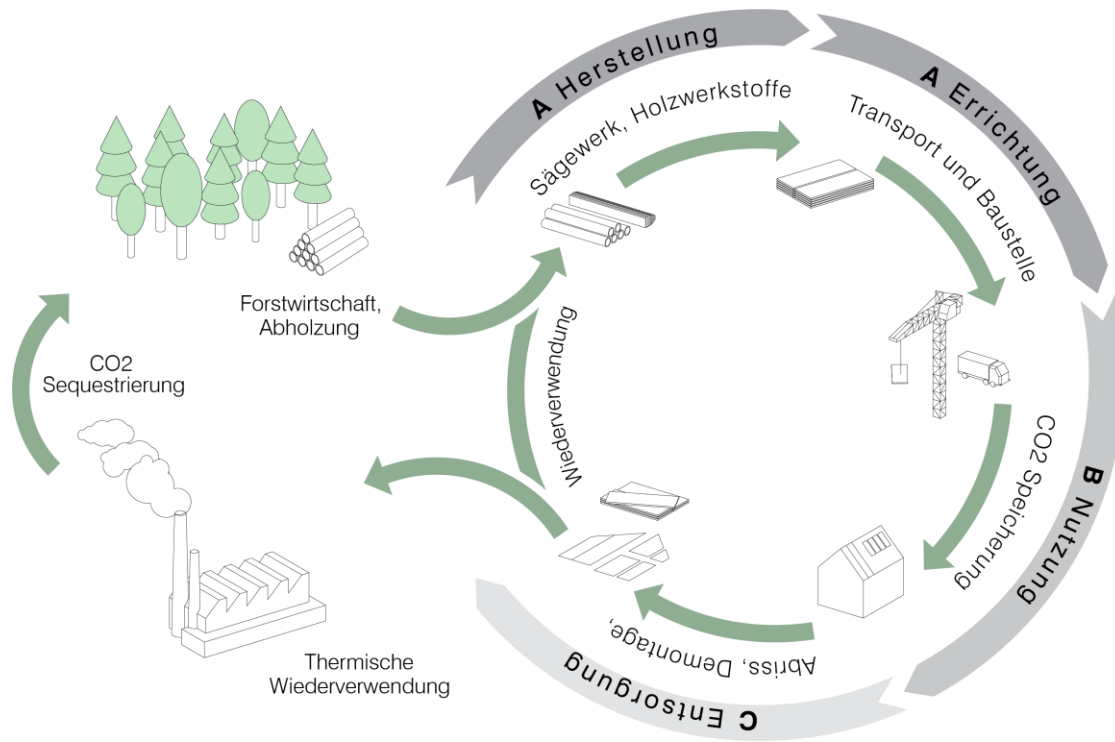 A Herstellung
A Errichtung
Sägewerk, Holzwerkstoffe
Transport und Baustelle
Forstwirtschaft,
Abholzung
Wiederverwendung
CO2
Sequestrierung
CO2 Speicherung
B Nutzung
Abriss, Demontage,
C Entsorgung
Thermische
Wiederverwendung